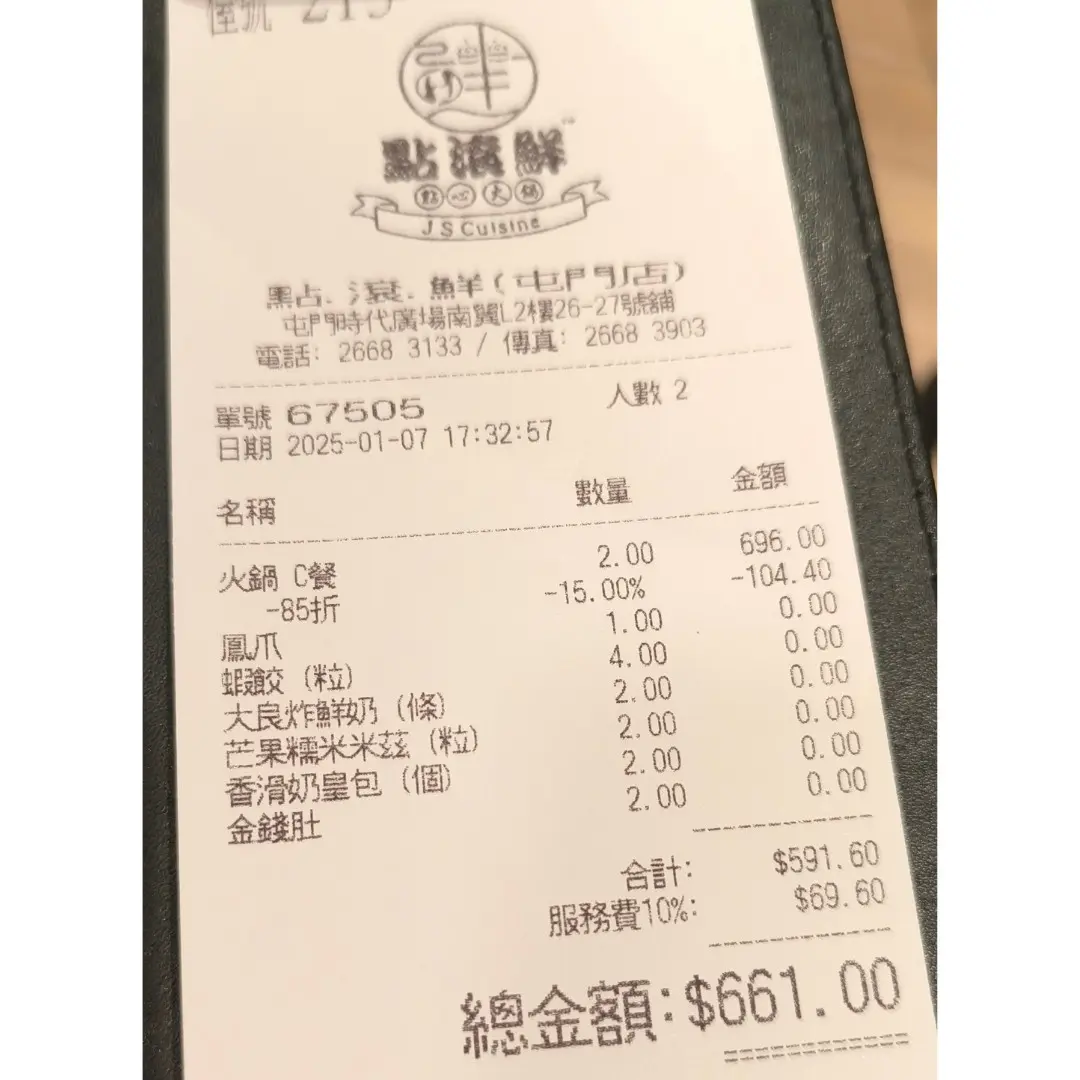 座號 215
點滾鮮
點心火鍋
J S Cuisine
點．滾．鮮(屯門店)
屯門時代廣場南翼L2樓26-27號舖
電話: 2668 3133 / 傳真: 2668 3903
單號 67505 人數 2
日期 2025-01-07 17:32:57
名稱 數量 金額
火鍋 C餐 2.00 696.00
-85折 -15.00% -104.40
鳳爪 1.00 0.00
蝦餃 (粒) 4.00 0.00
大良炸鮮奶 (條) 2.00 0.00
芒果糯米米茲 (粒) 2.00 0.00
香滑奶皇包 (個) 2.00 0.00
金錢肚 2.00 0.00
合計: $591.60
服務費10%: $69.60
總金額: $661.00